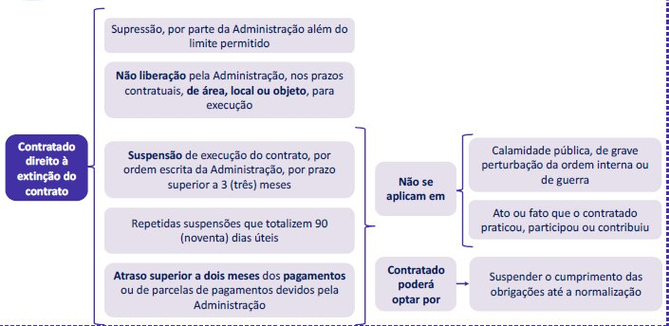 Contratado
direito à
extinção do
contrato
Supressão, por parte da Administração além do
limite permitido
Não liberação pela Administração, nos prazos
contratuais, de área, local ou objeto, para
execução
Suspensão de execução do contrato, por
ordem escrita da Administração, por prazo
superior a 3 (três) meses
Repetidas suspensões que totalizem 90
(noventa) dias úteis
Atraso superior a dois meses dos pagamentos
ou de parcelas de pagamentos devidos pela
Administração
Não se
aplicam em
Calamidade pública, de grave
perturbação da ordem interna ou
de guerra
Ato ou fato que o contratado
praticou, participou ou contribuiu
Contratado
poderá
optar por
Suspender o cumprimento das
obrigações até a normalização